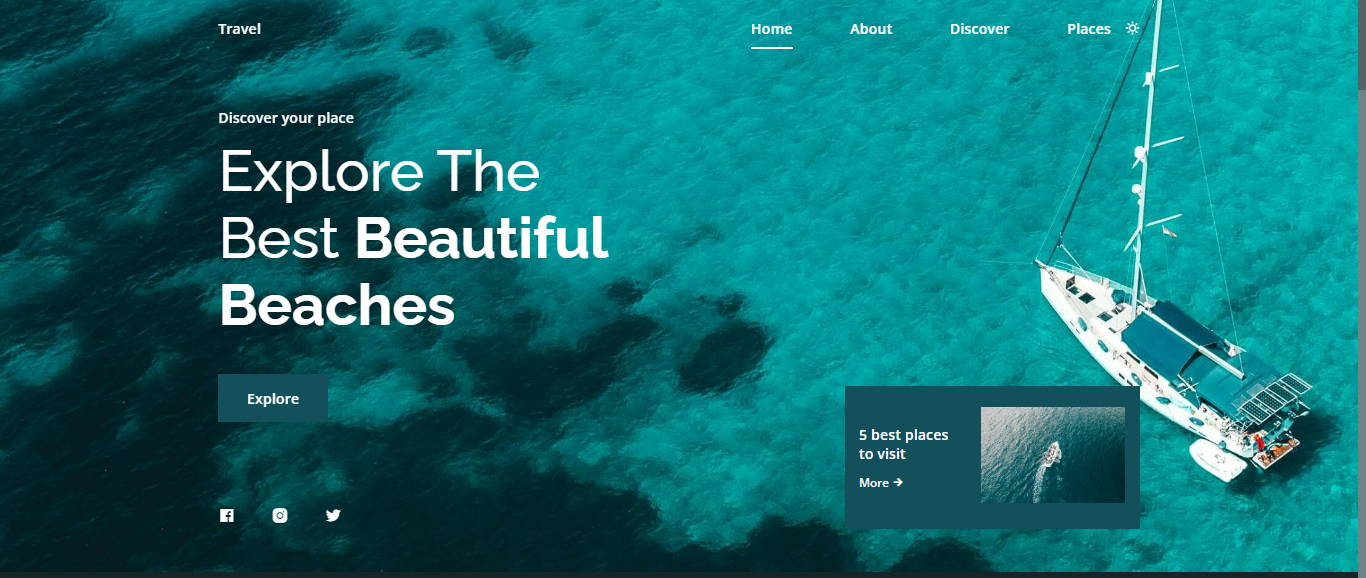 Travel
Home
About
Discover
Places
Discover your place
Explore The
Best Beautiful
Beaches
Explore
5 best places
to visit
More →